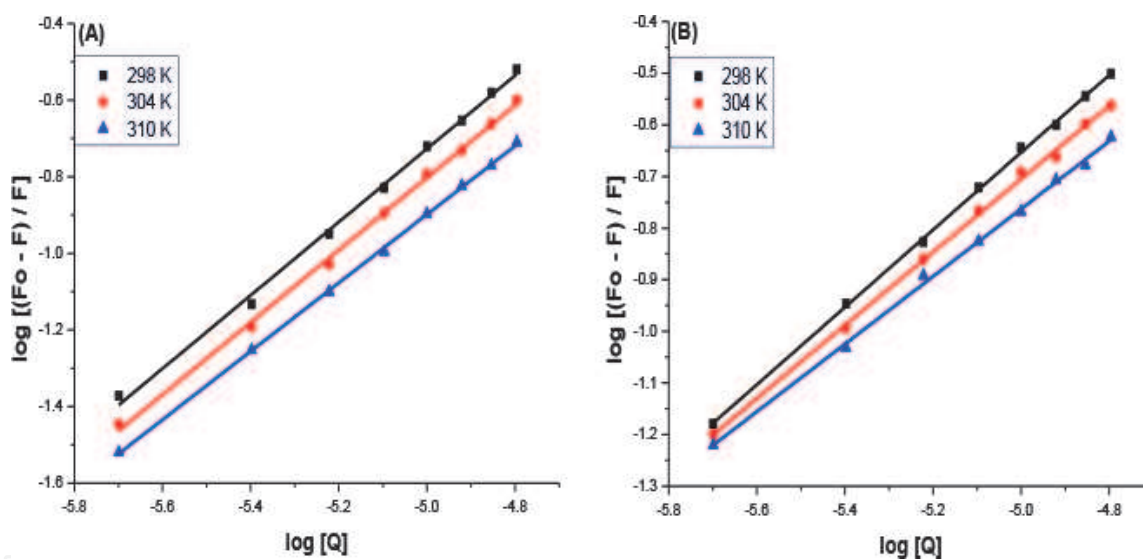 (A)
298 K
304 K
310 K
log [(Fo - F) / F]
-0.4
-0.6
-0.8
-1.0
-1.2
-1.4
-1.6
-5.8
-5.6
-5.4
-5.2
-5.0
-4.8
log [Q]
(B)
298 K
304 K
310 K
log [(Fo - F) / F]
-0.4
-0.5
-0.6
-0.7
-0.8
-0.9
-1.0
-1.1
-1.2
-1.3
-5.8
-5.6
-5.4
-5.2
-5.0
-4.8
log [Q]